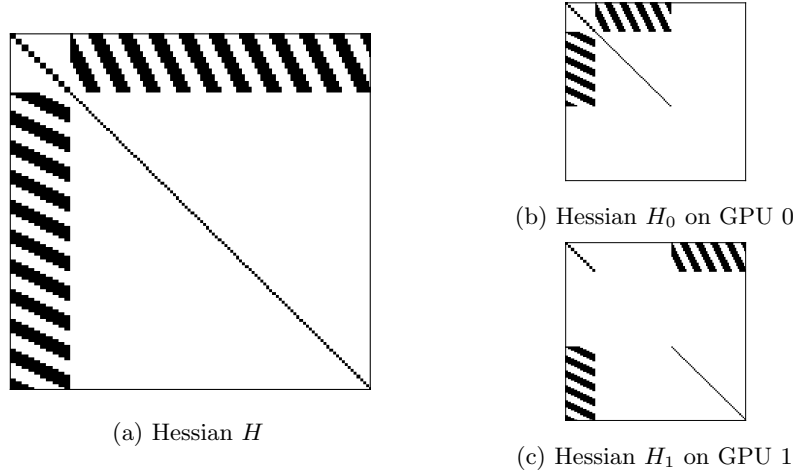 (a) Hessian H
(b) Hessian H₀ on GPU 0
(c) Hessian H₁ on GPU 1